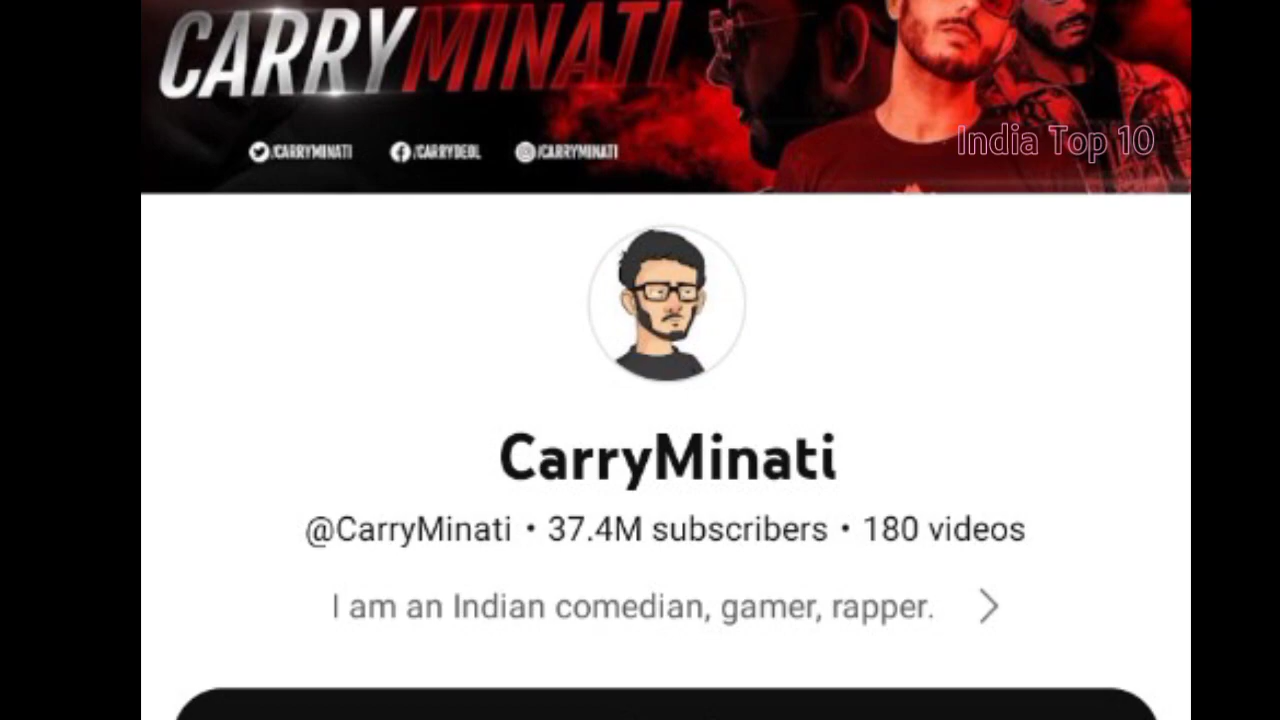 CARRYMINATI
/CARRYMINATI /CARRYDEOL /CARRYMINATI
India Top 10
CarryMinati
@CarryMinati • 37.4M subscribers • 180 videos
I am an Indian comedian, gamer, rapper.